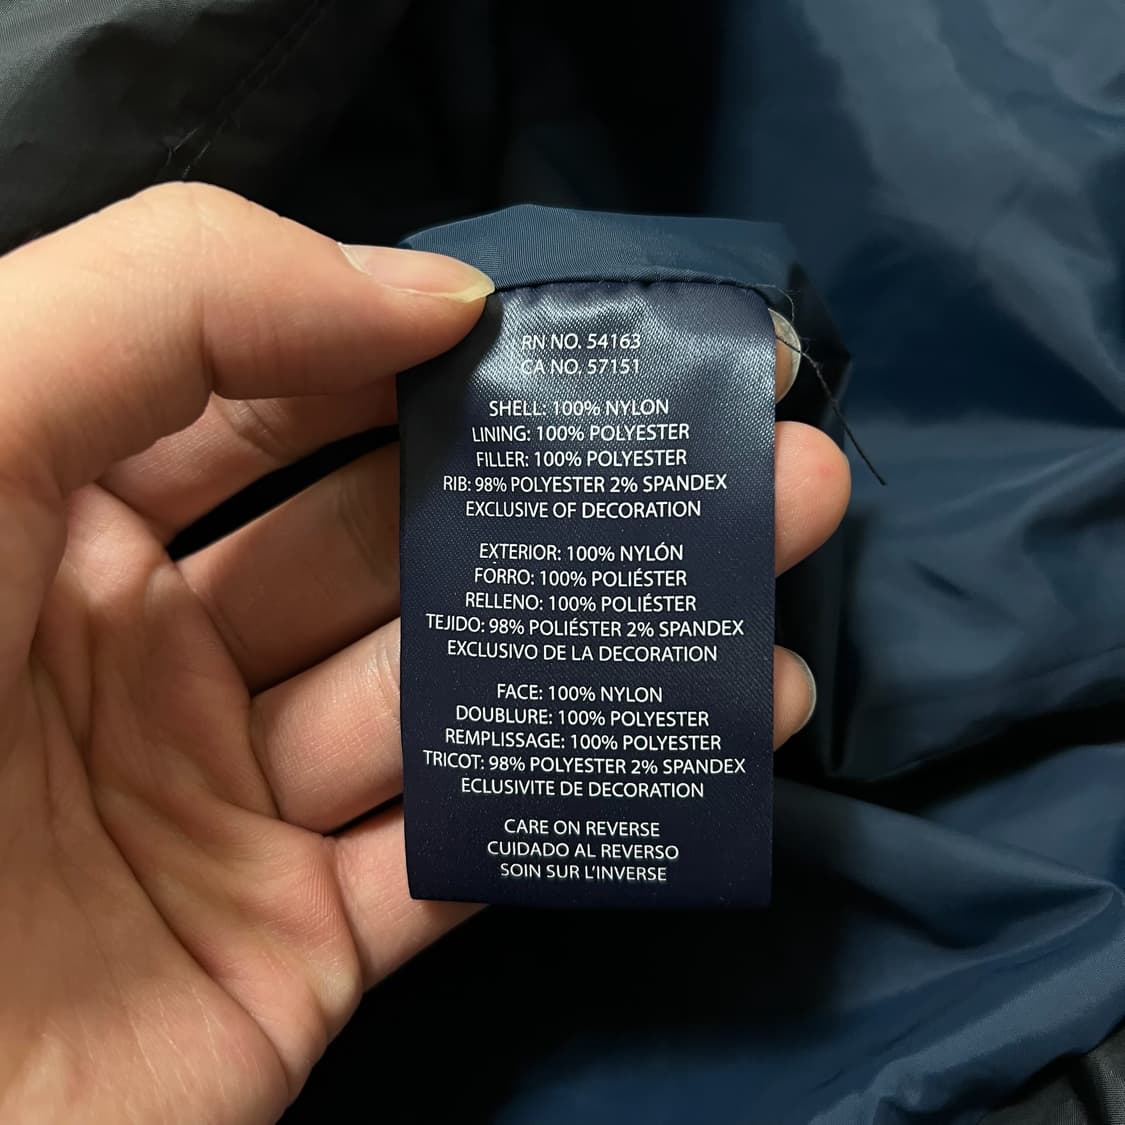 RN NO. 54163
CA NO. 57151
SHELL: 100% NYLON
LINING: 100% POLYESTER
FILLER: 100% POLYESTER
RIB: 98% POLYESTER 2% SPANDEX
EXCLUSIVE OF DECORATION
EXTERIOR: 100% NYLÓN
FORRO: 100% POLIÉSTER
RELLENO: 100% POLIÉSTER
TEJIDO: 98% POLIÉSTER 2% SPANDEX
EXCLUSIVO DE LA DECORATION
FACE: 100% NYLON
DOUBLURE: 100% POLYESTER
REMPLISSAGE: 100% POLYESTER
TRICOT: 98% POLYESTER 2% SPANDEX
ECLUSIVITE DE DECORATION
CARE ON REVERSE
CUIDADO AL REVERSO
SOIN SUR L'INVERSE